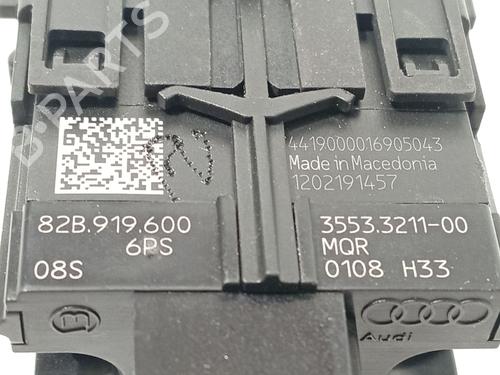 B-PARTS
4419000016905043
Made in Macedonia
1202191457
82B.919.600
6PS
08S
3553.3211-00
MQR
0108 H33
Audi